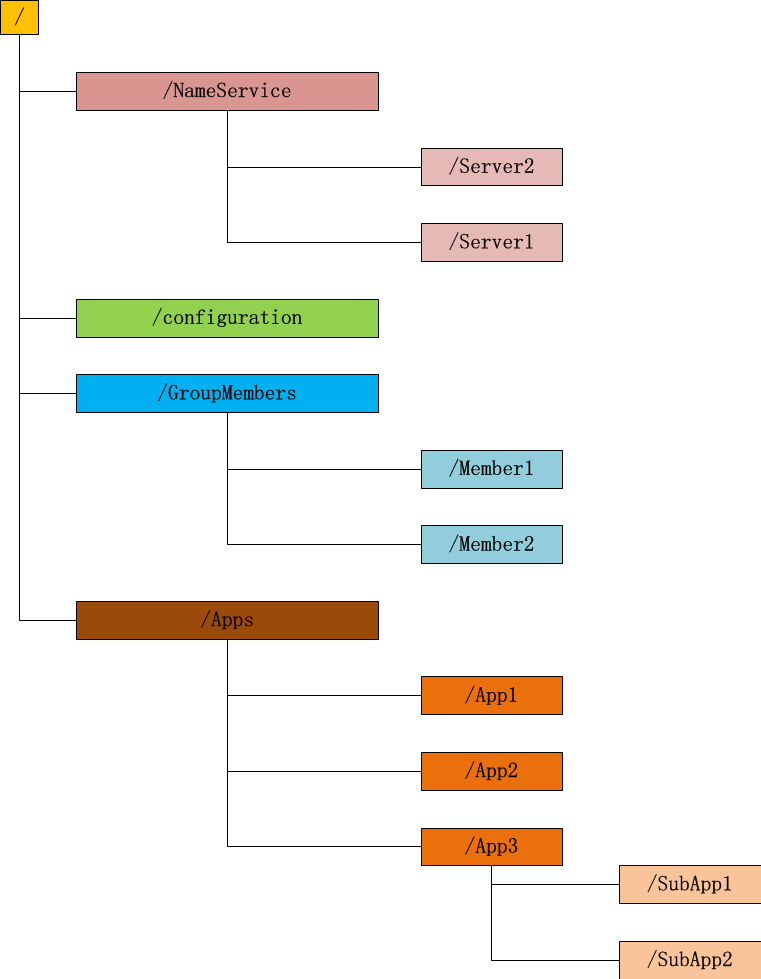 /
/NameService
/Server2
/Server1
/configuration
/GroupMembers
/Member1
/Member2
/Apps
/App1
/App2
/App3
/SubApp1
/SubApp2